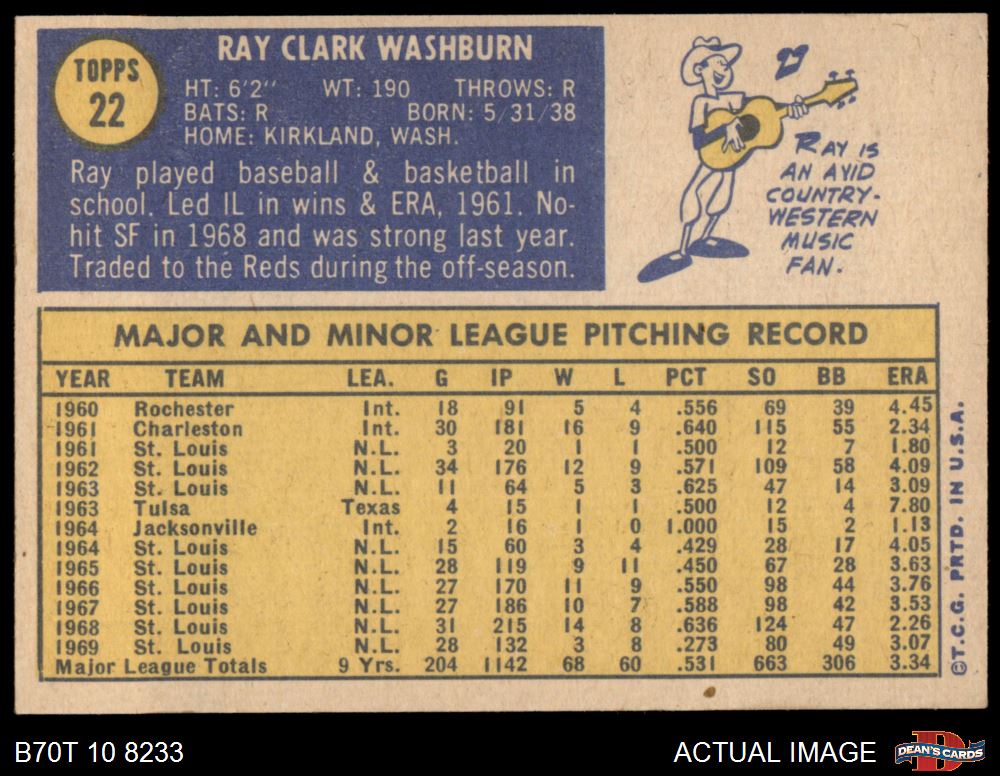 TOPPS
22
RAY CLARK WASHBURN
HT: 6'2" WT: 190 THROWS: R
BATS: R BORN: 5/31/38
HOME: KIRKLAND, WASH.
Ray played baseball & basketball in
school. Led IL in wins & ERA, 1961. No-
hit SF in 1968 and was strong last year.
Traded to the Reds during the off-season.
RAY IS
AN AVID
COUNTRY-
WESTERN
MUSIC
FAN.
MAJOR AND MINOR LEAGUE PITCHING RECORD
YEAR TEAM LEA. G IP W L PCT SO BB ERA
1960 Rochester Int. 18 91 5 4 .556 69 39 4.45
1961 Charleston Int. 30 181 16 9 .640 115 55 2.34
1961 St. Louis N.L. 3 20 1 1 .500 12 7 1.80
1962 St. Louis N.L. 34 176 12 9 .571 109 58 4.09
1963 St. Louis N.L. 11 64 5 3 .625 47 14 3.09
1963 Tulsa Texas 4 15 1 1 .500 12 4 7.80
1964 Jacksonville Int. 2 16 1 0 1.000 15 2 1.13
1964 St. Louis N.L. 15 60 3 4 .429 28 17 4.05
1965 St. Louis N.L. 28 119 9 11 .450 67 28 3.63
1966 St. Louis N.L. 27 170 11 9 .550 98 44 3.76
1967 St. Louis N.L. 27 186 10 7 .588 98 42 3.53
1968 St. Louis N.L. 31 215 14 8 .636 124 47 2.26
1969 St. Louis N.L. 28 132 3 8 .273 80 49 3.07
Major League Totals 9 Yrs. 204 1142 68 60 .531 663 306 3.34
©T.C.G. PRTD. IN U.S.A.
B70T 10 8233
ACTUAL IMAGE
DEAN'S CARDS